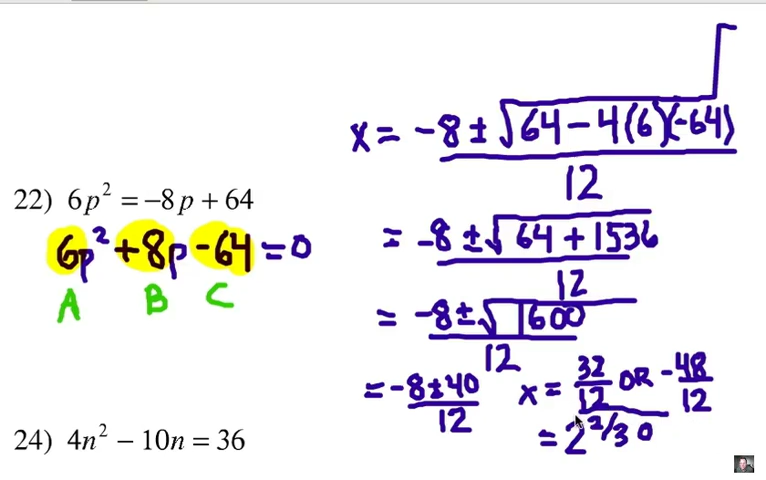 22) 6p² = −8p + 64
6p² + 8p - 64 = 0
A B C
x = -8 ± √64 - 4(6)(-64)
12
= -8 ± √64 + 1536
12
= -8 ± √1600
12
= -8 ± 40
12
x = 32/12 OR -48/12
= 2 2/3 0
24) 4n² − 10n = 36